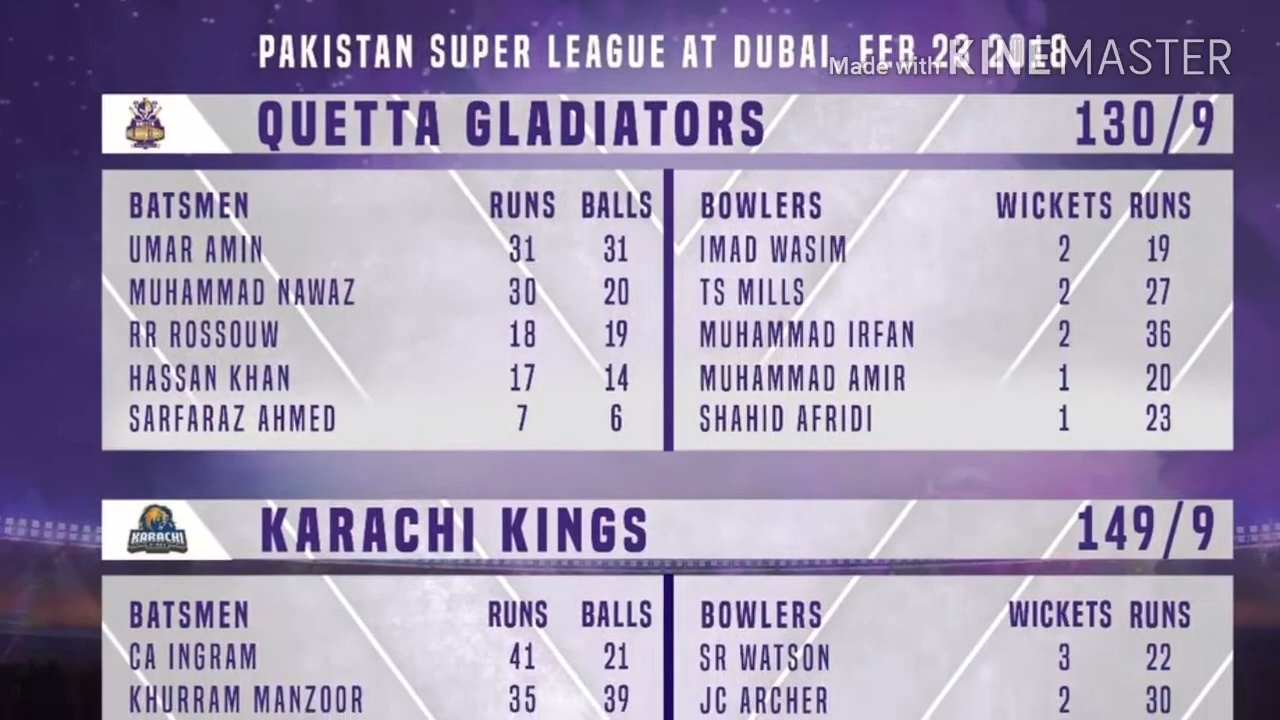 PAKISTAN SUPER LEAGUE AT DUBAI, FEB 23 2018
Made with KINEMASTER
QUETTA GLADIATORS 130/9
BATSMEN RUNS BALLS BOWLERS WICKETS RUNS
UMAR AMIN 31 31 IMAD WASIM 2 19
MUHAMMAD NAWAZ 30 20 TS MILLS 2 27
RR ROSSOUW 18 19 MUHAMMAD IRFAN 2 36
HASSAN KHAN 17 14 MUHAMMAD AMIR 1 20
SARFARAZ AHMED 7 6 SHAHID AFRIDI 1 23
KARACHI KINGS 149/9
KARACHI
BATSMEN RUNS BALLS BOWLERS WICKETS RUNS
CA INGRAM 41 21 SR WATSON 3 22
KHURRAM MANZOOR 35 39 JC ARCHER 2 30